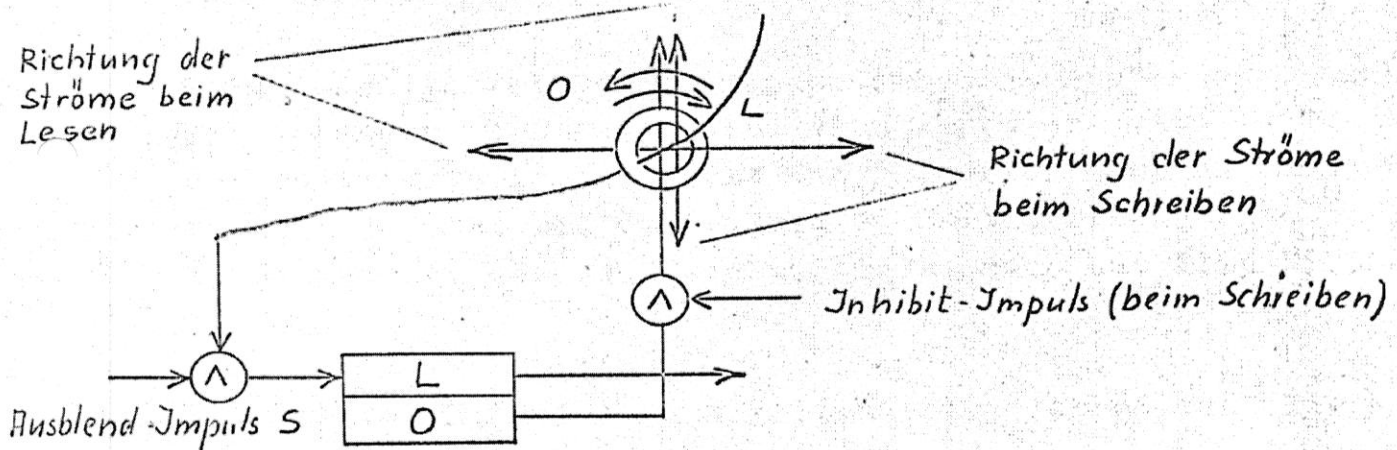 Richtung der
Ströme beim
Lesen
O
L
Richtung der Ströme
beim Schreiben
Λ
Inhibit-Impuls (beim Schreiben)
Λ
L
O
Ausblend-Impuls S